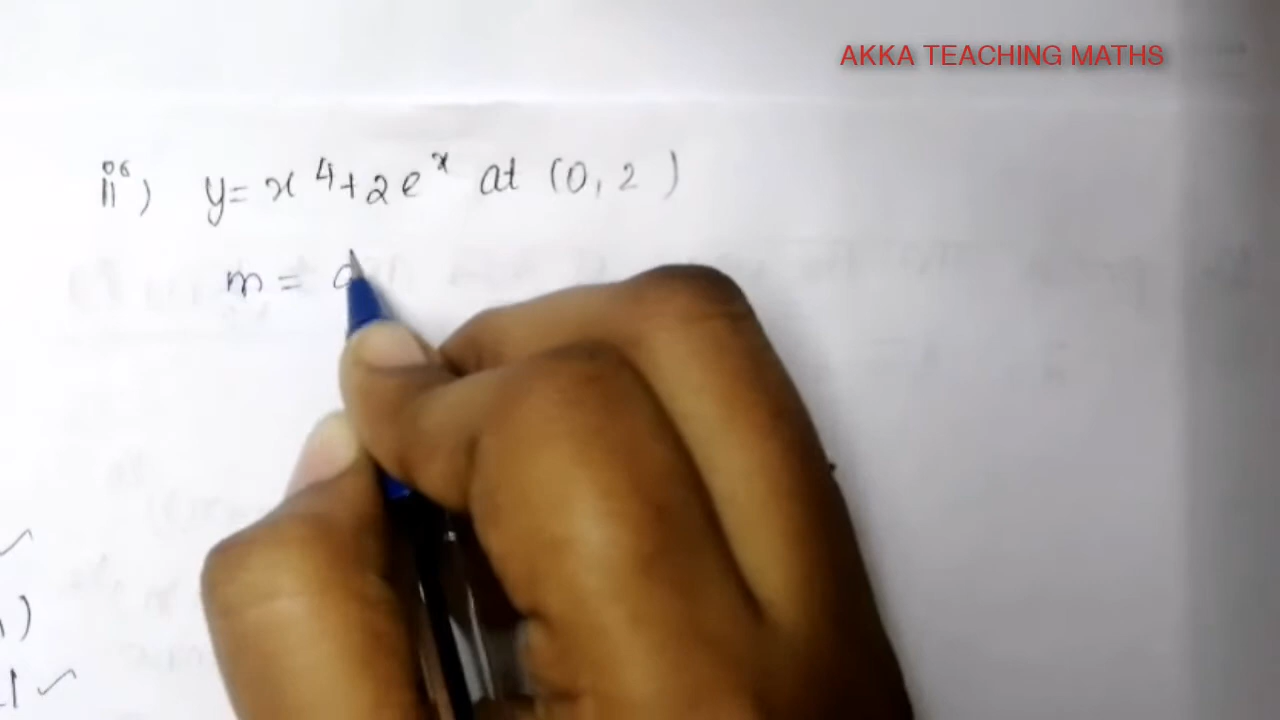 AKKA TEACHING MATHS
ii) y = x⁴ + 2eˣ at (0, 2)
m =